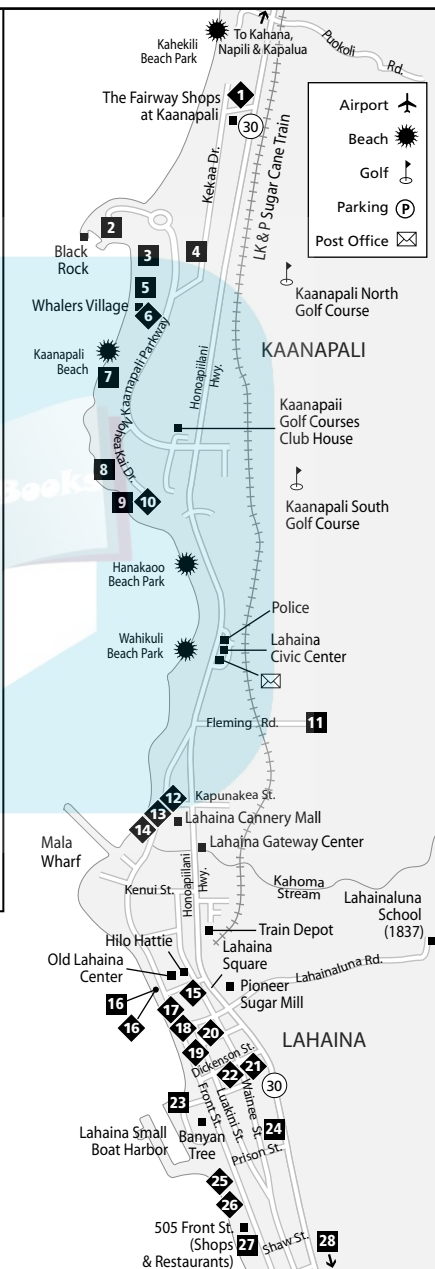 To Kahana,
Napili & Kapalua
Kahekili
Beach Park
Puokoli Rd.
The Fairway Shops
at Kaanapali
1
30
Airport
Beach
Golf
Parking P
Post Office
Kekaa Dr.
LK & P Sugar Cane Train
2
Black
Rock
3
4
5
Whalers Village
6
Kaanapali North
Golf Course
KAANAPALI
Kaanapali
Beach
7
Kaanapali Parkway
Honoapiilani
Hwy.
Kaanapaii
Golf Courses
Club House
Nohea Kai Dr.
8
Books
9
10
Kaanapali South
Golf Course
Hanakaoo
Beach Park
Police
Wahikuli
Beach Park
Lahaina
Civic Center
Fleming Rd.
11
12
Kapunakea St.
13
14
Lahaina Cannery Mall
Mala
Wharf
Lahaina Gateway Center
Honoapiilani
Hwy.
Kenui St.
Kahoma
Stream
Lahainaluna
School
(1837)
Train Depot
Hilo Hattie
Lahaina
Square
Old Lahaina
Center
Lahainaluna Rd.
15
Pioneer
Sugar Mill
16
16
17
18
20
LAHAINA
19
Dickenson St.
22
21
30
23
Front St.
Luakini St.
Wainee St.
Lahaina Small
Boat Harbor
Banyan
Tree
24
Prison St.
25
26
505 Front St.
(Shops
& Restaurants)
27
Shaw St.
28